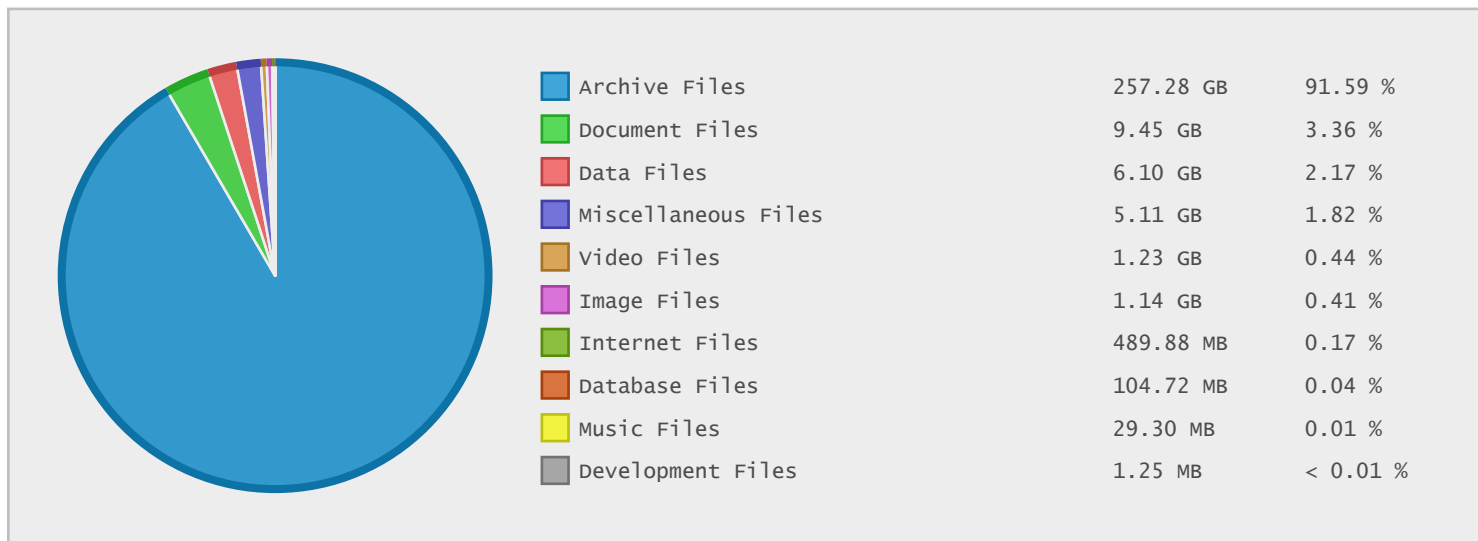 Archive Files 257.28 GB 91.59 %
Document Files 9.45 GB 3.36 %
Data Files 6.10 GB 2.17 %
Miscellaneous Files 5.11 GB 1.82 %
Video Files 1.23 GB 0.44 %
Image Files 1.14 GB 0.41 %
Internet Files 489.88 MB 0.17 %
Database Files 104.72 MB 0.04 %
Music Files 29.30 MB 0.01 %
Development Files 1.25 MB < 0.01 %